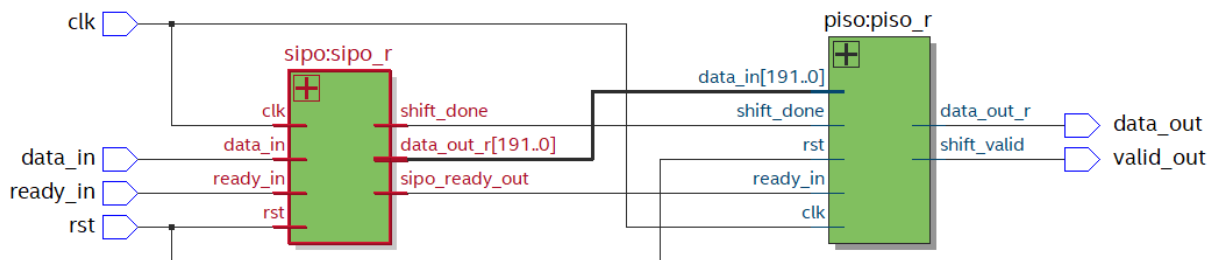 clk
data_in
ready_in
rst
sipo:sipo_r
clk
data_in
ready_in
rst
shift_done
data_out_r[191..0]
sipo_ready_out
piso:piso_r
data_in[191..0]
shift_done
rst
ready_in
clk
data_out_r
shift_valid
data_out
valid_out